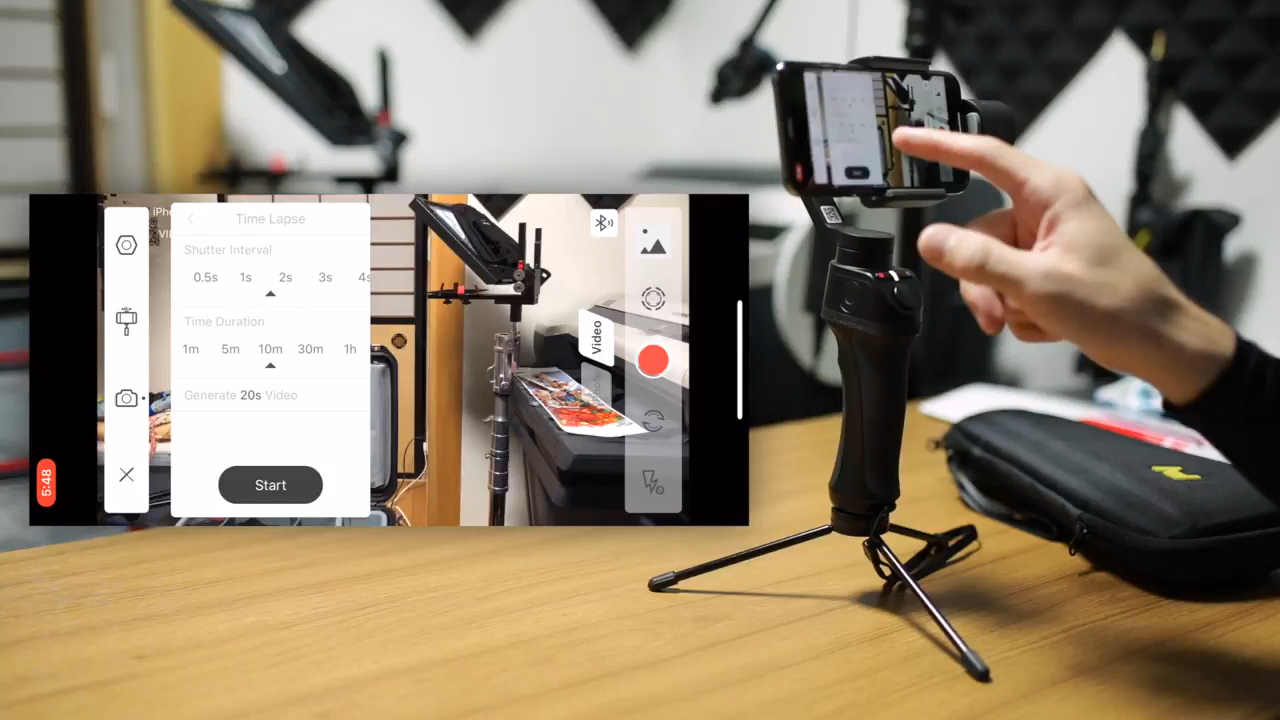 Time Lapse
Shutter Interval
0.5s 1s 2s 3s 4s
Time Duration
1m 5m 10m 30m 1h
Generate 20s Video
Start
Video
5:48